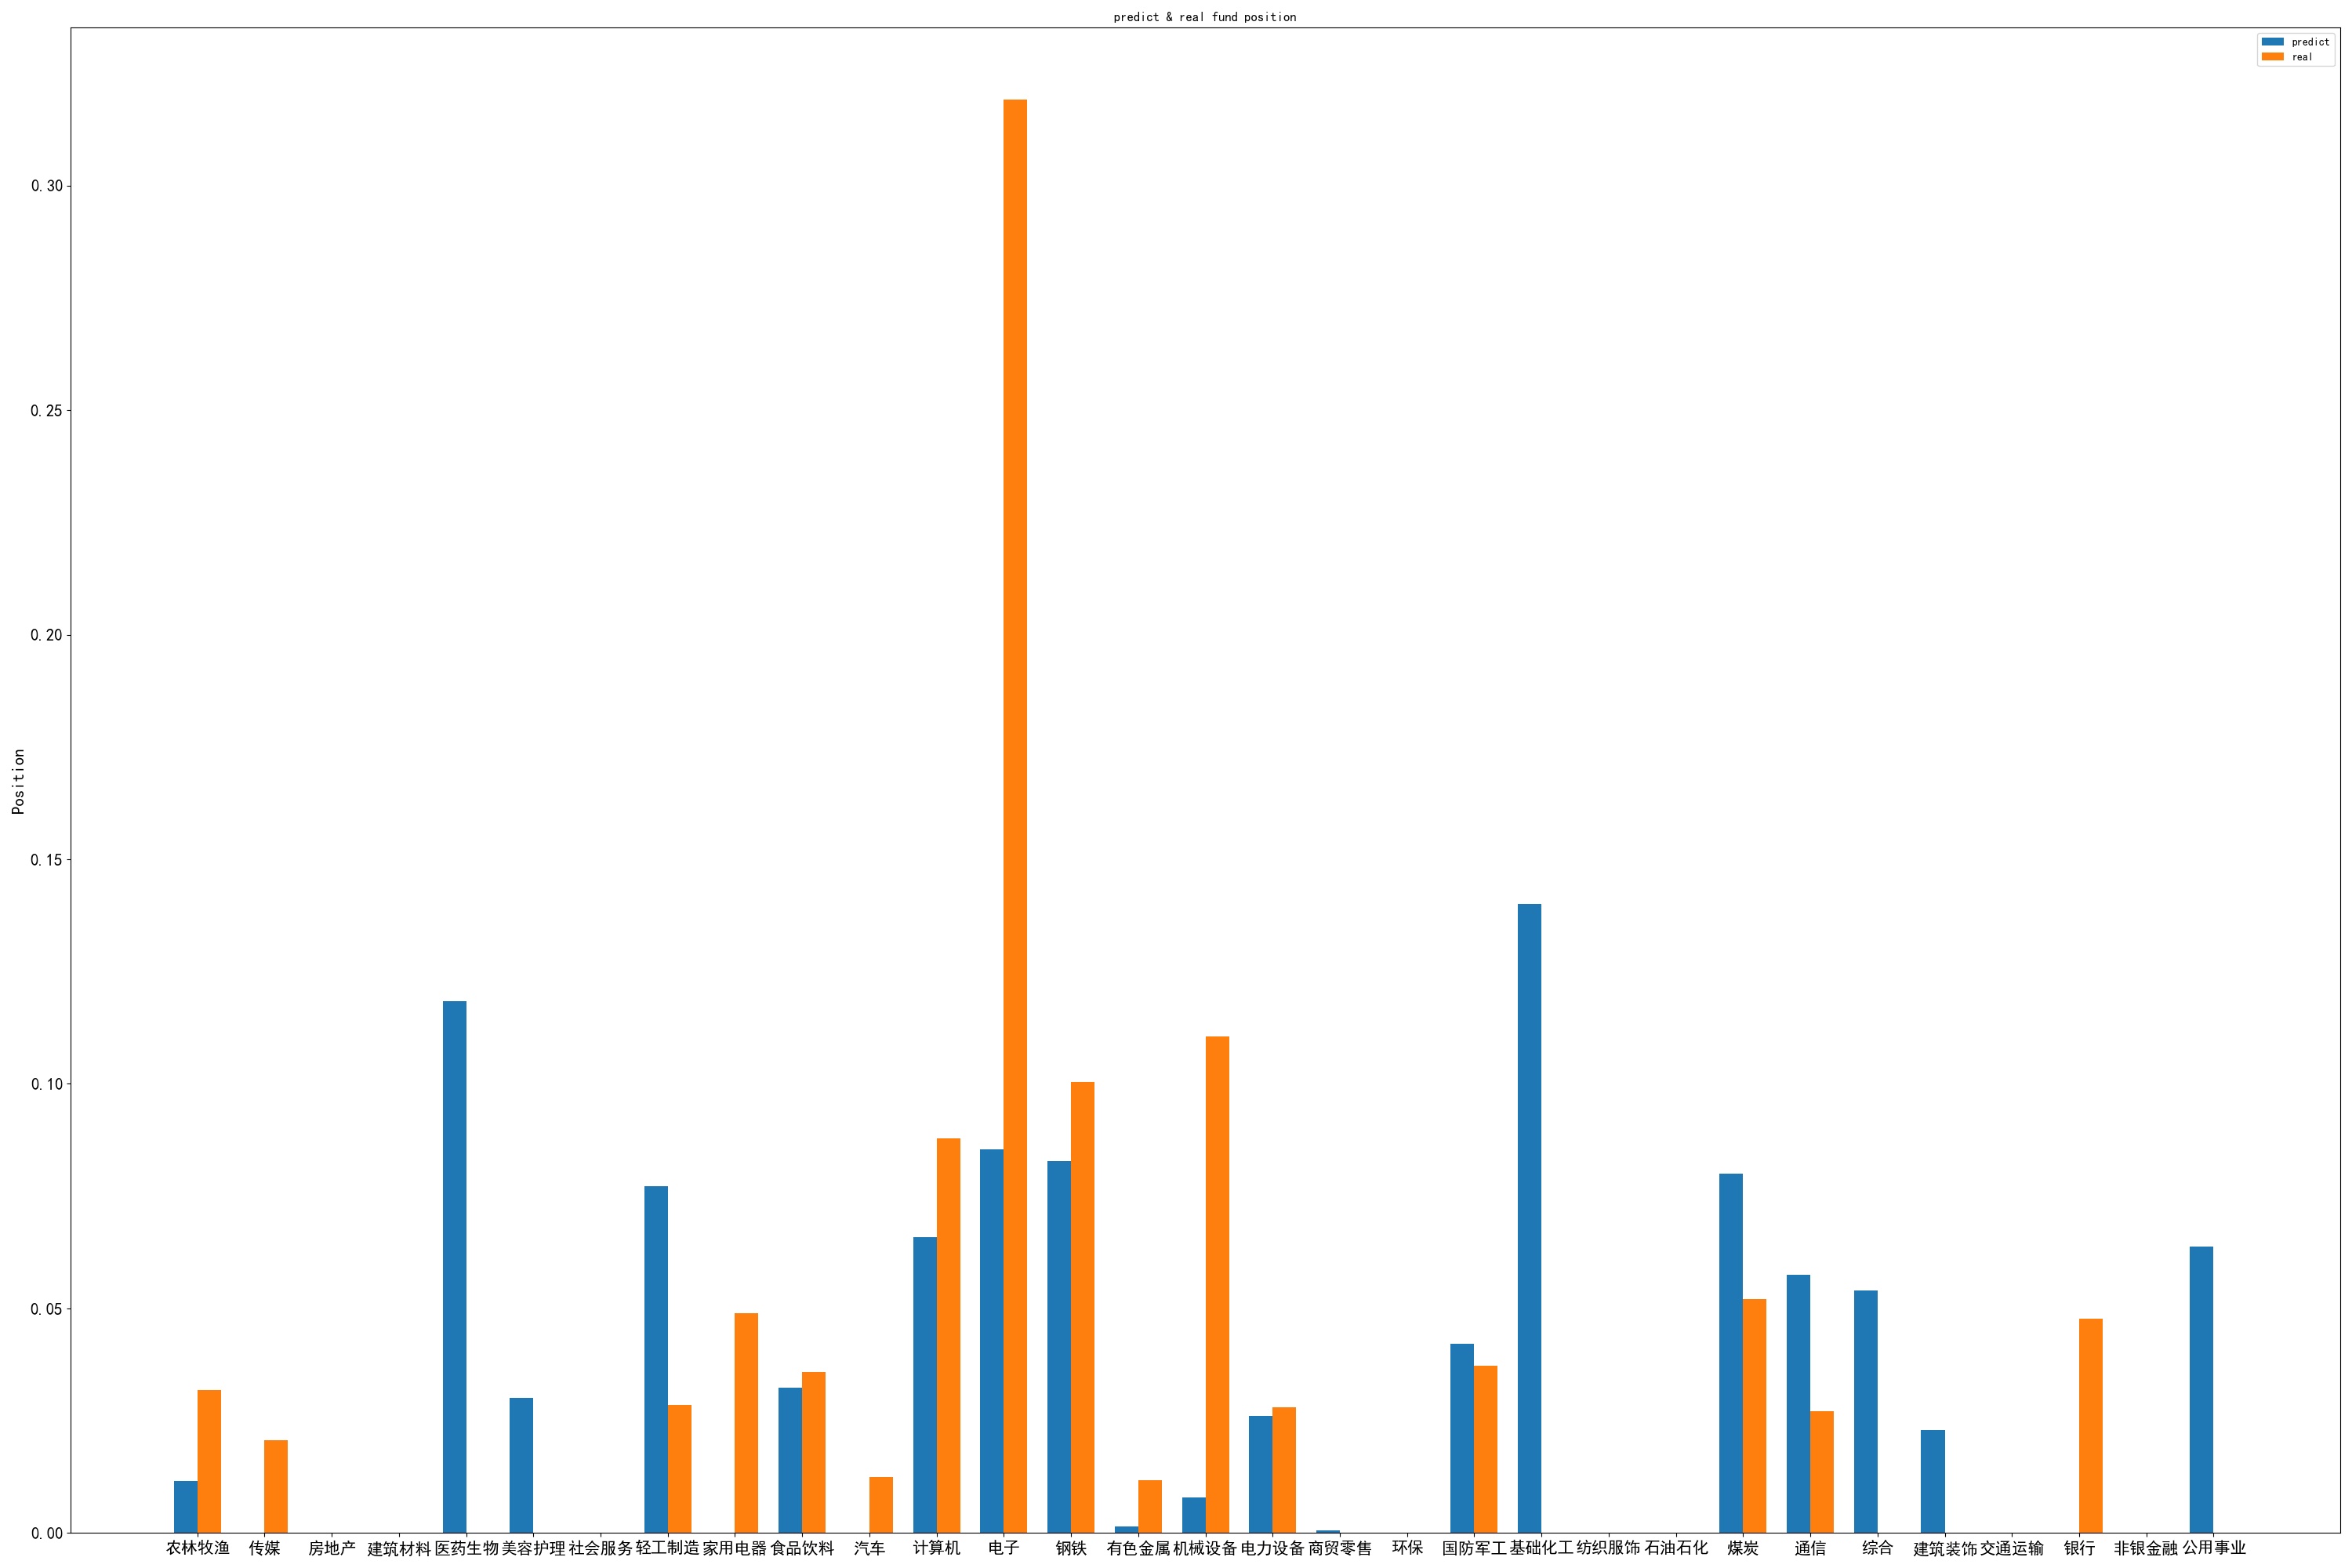 predict & real fund position
predict
real
Position
0.30
0.25
0.20
0.15
0.10
0.05
0.00
农林牧渔 传媒 房地产 建筑材料 医药生物 美容护理 社会服务 轻工制造 家用电器 食品饮料 汽车 计算机 电子 钢铁 有色金属 机械设备 电力设备 商贸零售 环保 国防军工 基础化工 纺织服饰 石油石化 煤炭 通信 综合 建筑装饰 交通运输 银行 非银金融 公用事业